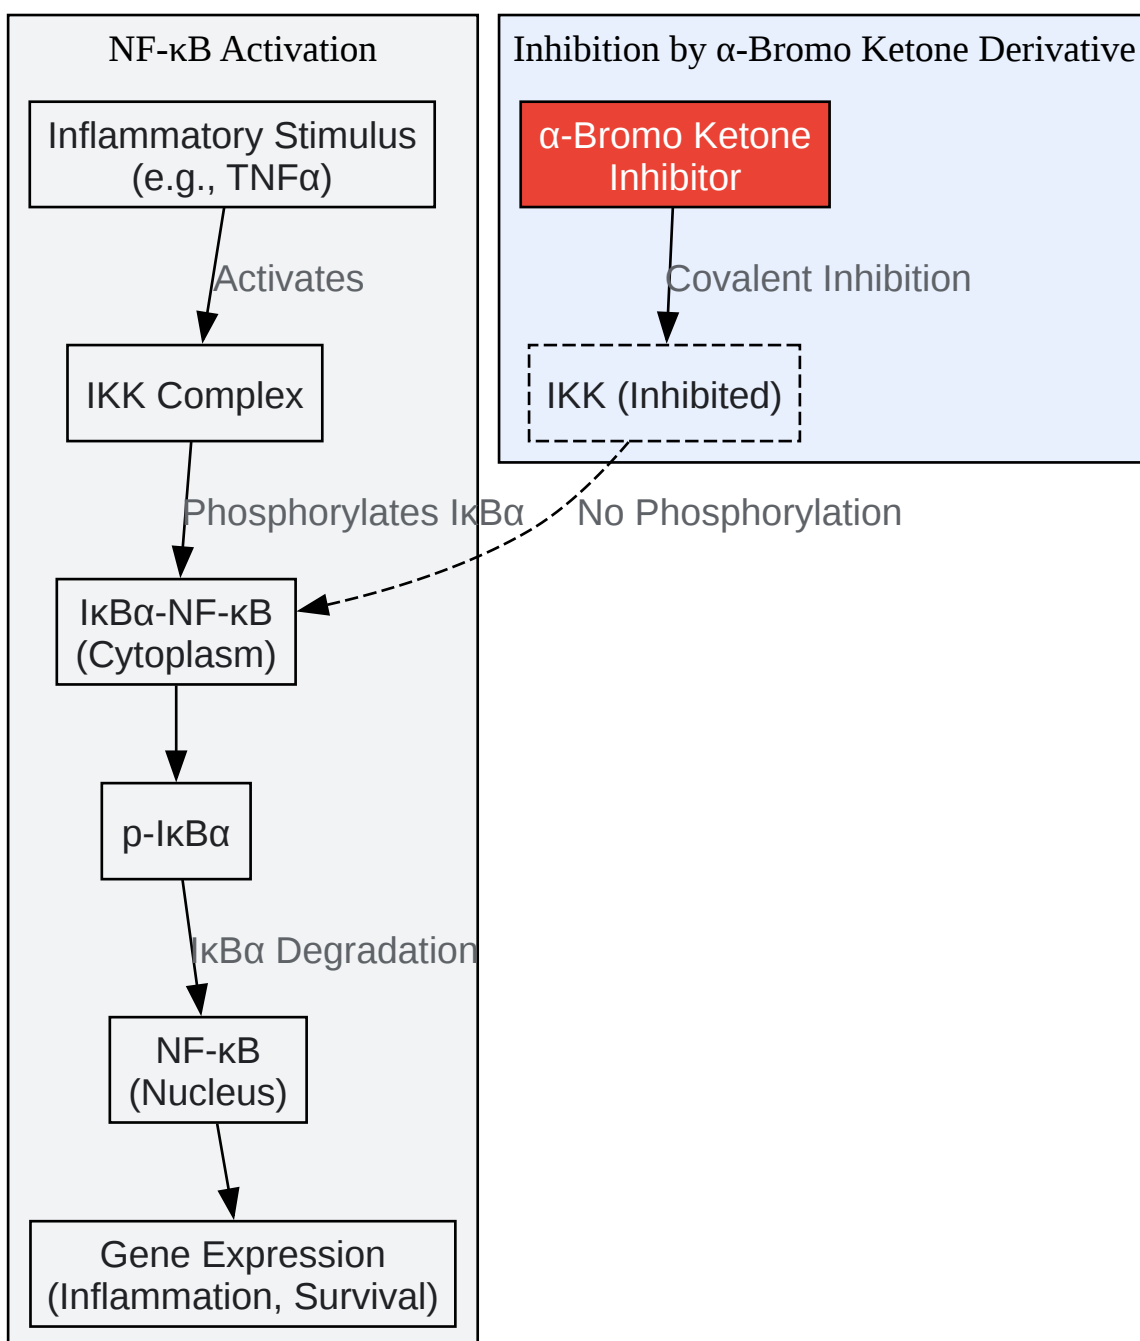 NF-κB Activation
Inflammatory Stimulus
(e.g., TNFα)
Activates
IKK Complex
Phosphorylates IκBα
IκBα-NF-κB
(Cytoplasm)
p-IκBα
IκBα Degradation
NF-κB
(Nucleus)
Gene Expression
(Inflammation, Survival)
Inhibition by α-Bromo Ketone Derivative
α-Bromo Ketone
Inhibitor
Covalent Inhibition
IKK (Inhibited)
No Phosphorylation